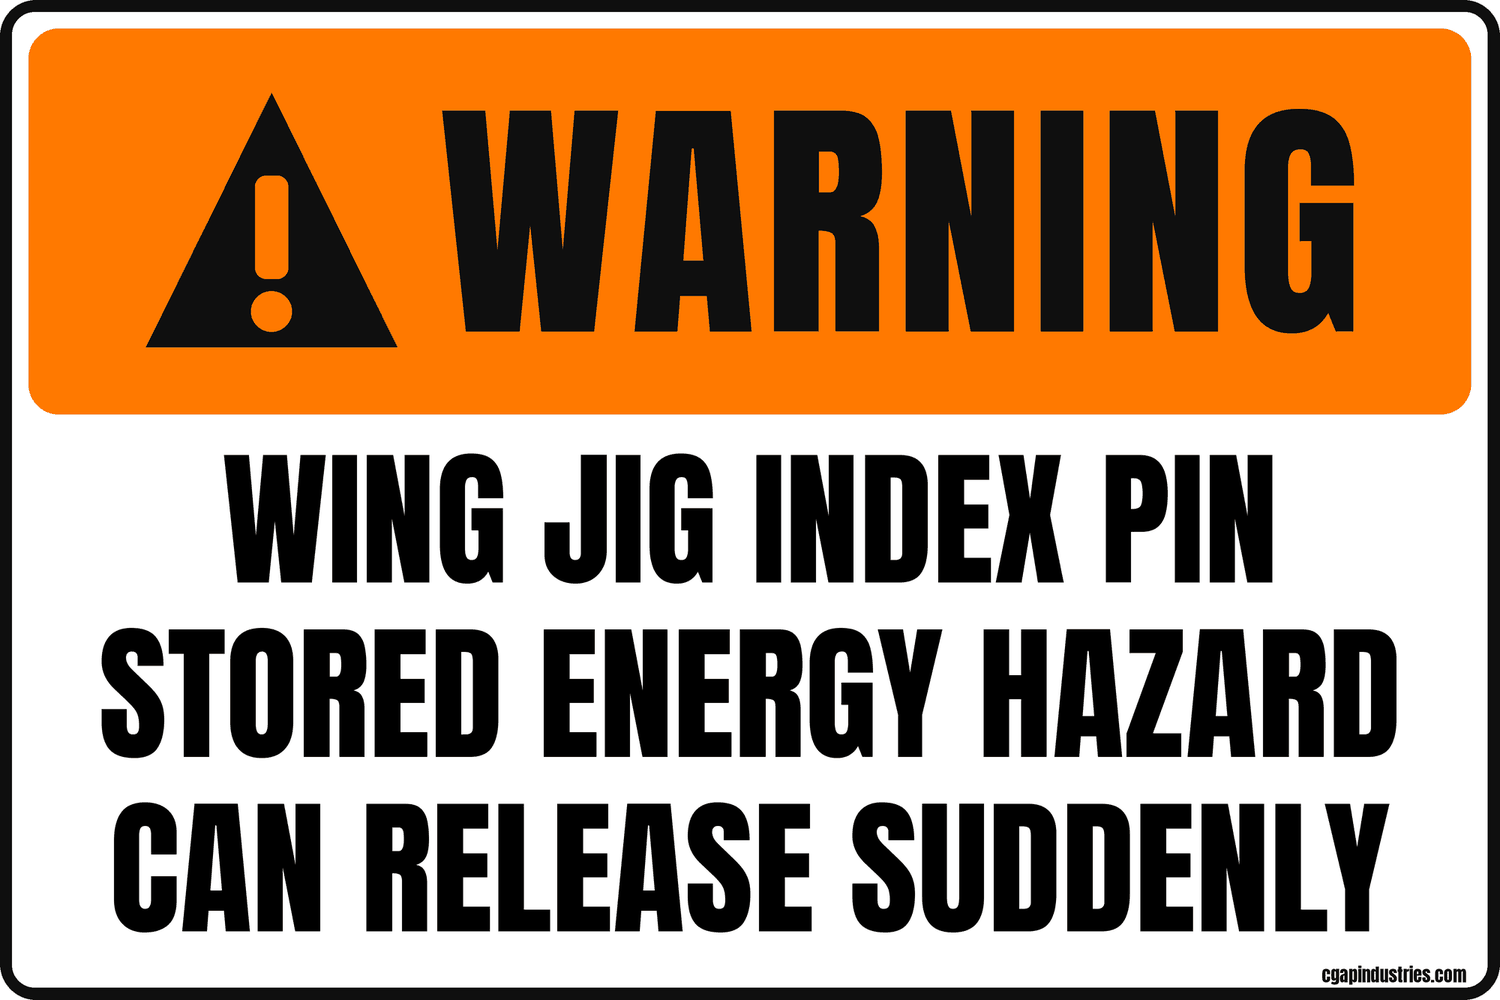 WARNING
WING JIG INDEX PIN
STORED ENERGY HAZARD
CAN RELEASE SUDDENLY
cgapindustries.com